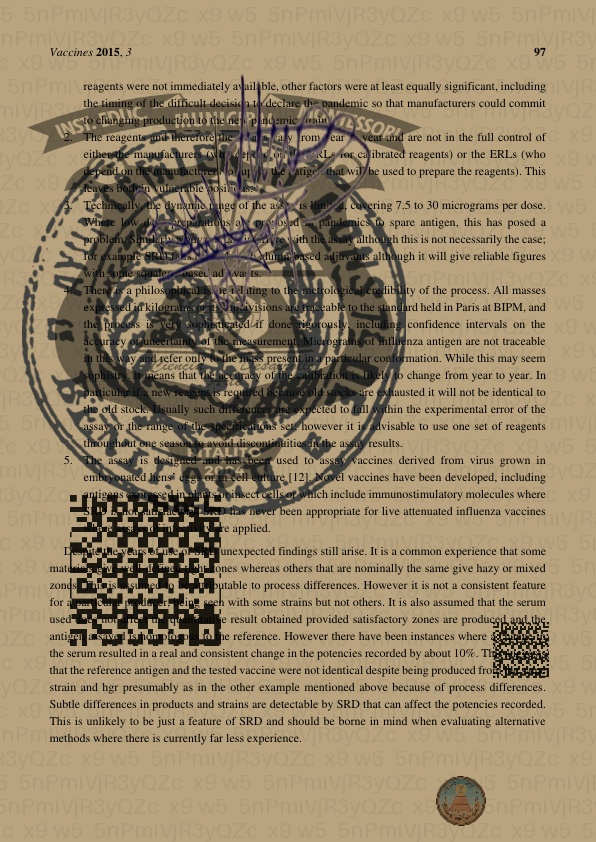 Vaccines 2015, 3 97
reagents were not immediately available, other factors were at least equally significant, including
the timing of the difficult decision to declare the pandemic so that manufacturers could commit
to changing production to the new pandemic strain.
2. The reagents and therefore the vary from year year and are not in the full control of
either the manufacturers (who on ERLs for calibrated reagents) or the ERLs (who
depend on the manufacturers to the antigen that will be used to prepare the reagents). This
leaves both in vulnerable positions.
3. Technically, the dynamic range of the assay is limited, covering 7.5 to 30 micrograms per dose.
Where low dose preparations are proposed in pandemics to spare antigen, this has posed a
problem. Similarly with the assay although this is not necessarily the case;
for example SRD alum based adjuvants although it will give reliable figures
with some squalene based adjuvants.
4. There is a philosophical issue relating to the metrological credibility of the process. All masses
expressed in kilograms or its subdivisions are traceable to the standard held in Paris at BIPM, and
the process is very sophisticated if done rigorously, including confidence intervals on the
accuracy or uncertainty of the measurement. Micrograms of influenza antigen are not traceable
in this way and refer only to the mass present in a particular conformation. While this may seem
sophistry, it means that the accuracy of the calibration is likely to change from year to year. In
particular if a new reagent is required because old stocks are exhausted it will not be identical to
the old stock. Usually such differences are expected to fall within the experimental error of the
assay or the range of the specifications set; however it is advisable to use one set of reagents
throughout one season to avoid discontinuities in the assay results.
5. The assay is designed and has been used to assay vaccines derived from virus grown in
embryonated hens' eggs or in cell culture [12]. Novel vaccines have been developed, including
antigens expressed in plants or insect cells or which include immunostimulatory molecules where
SRD is not satisfactory. SRD has never been appropriate for live attenuated influenza vaccines
where assays of infectivity are applied.
Despite the years of use of SRD, unexpected findings still arise. It is a common experience that some
materials give well defined tight zones whereas others that are nominally the same give hazy or mixed
zones. This is assumed to be attributable to process differences. However it is not a consistent feature
for a particular producer, being seen with some strains but not others. It is also assumed that the serum
used does not affect the quantitative result obtained provided satisfactory zones are produced and the
antigen assayed is homologous to the reference. However there have been instances where
the serum resulted in a real and consistent change in the potencies recorded by about 10%.
that the reference antigen and the tested vaccine were not identical despite being produced from
strain and hgr presumably as in the other example mentioned above because of process differences.
Subtle differences in products and strains are detectable by SRD that can affect the potencies recorded.
This is unlikely to be just a feature of SRD and should be borne in mind when evaluating alternative
methods where there is currently far less experience.